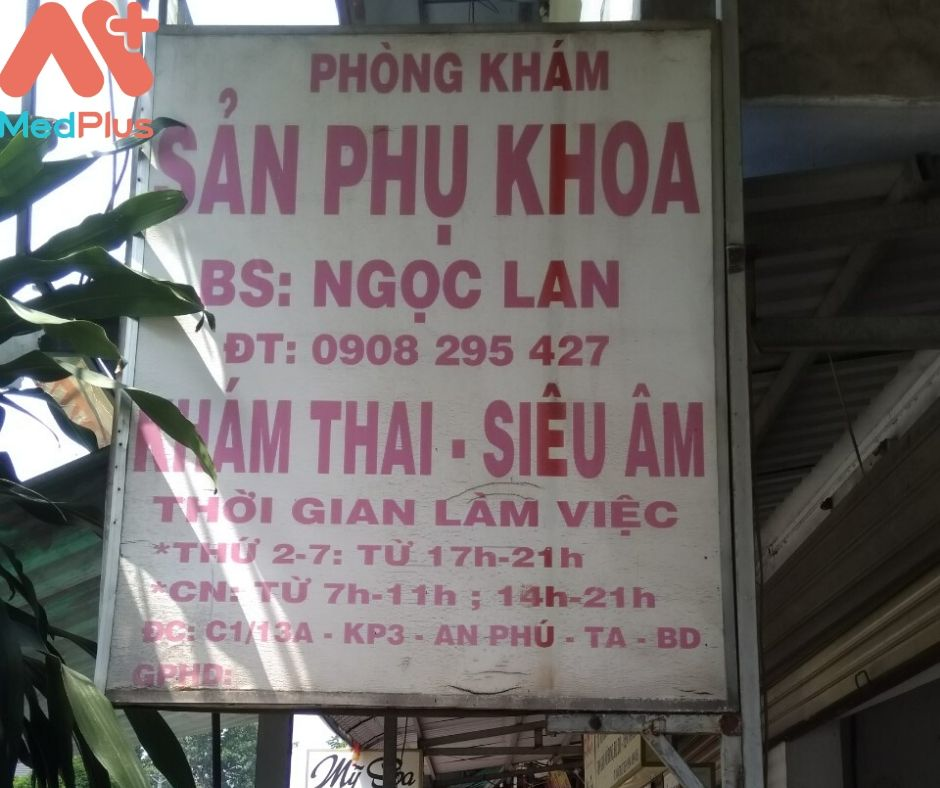 MedPlus
PHÒNG KHÁM
SẢN PHỤ KHOA
BS: NGỌC LAN
ĐT: 0908 295 427
KHÁM THAI - SIÊU ÂM
THỜI GIAN LÀM VIỆC
*THỨ 2-7: TỪ 17h-21h
*CN: TỪ 7h-11h ; 14h-21h
ĐC: C1/13A - KP3 - AN PHÚ - TA - BD
GPHĐ:
Mỹ Spa